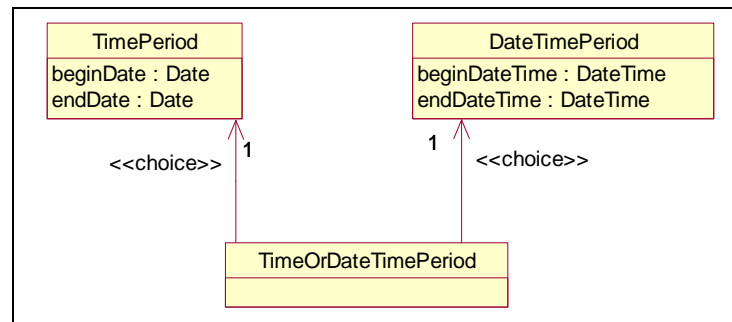 TimePeriod
beginDate : Date
endDate : Date
DateTimePeriod
beginDateTime : DateTime
endDateTime : DateTime
1
<<choice>>
1
<<choice>>
TimeOrDateTimePeriod